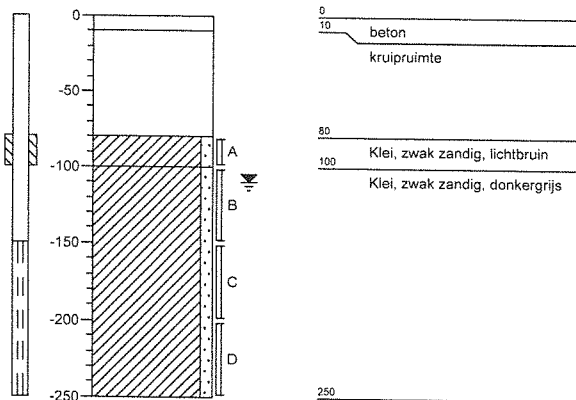 0
-50
-100
-150
-200
-250
A
B
C
D
0
beton
10
kruipruimte
80
Klei, zwak zandig, lichtbruin
100
Klei, zwak zandig, donkergrijs
250